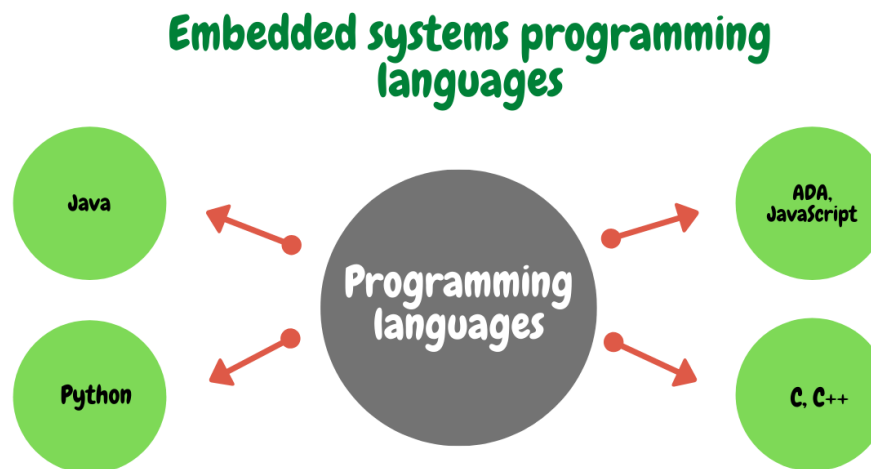 Embedded systems programming
languages
Java
ADA,
JavaScript
Programming
languages
Python
C, C++